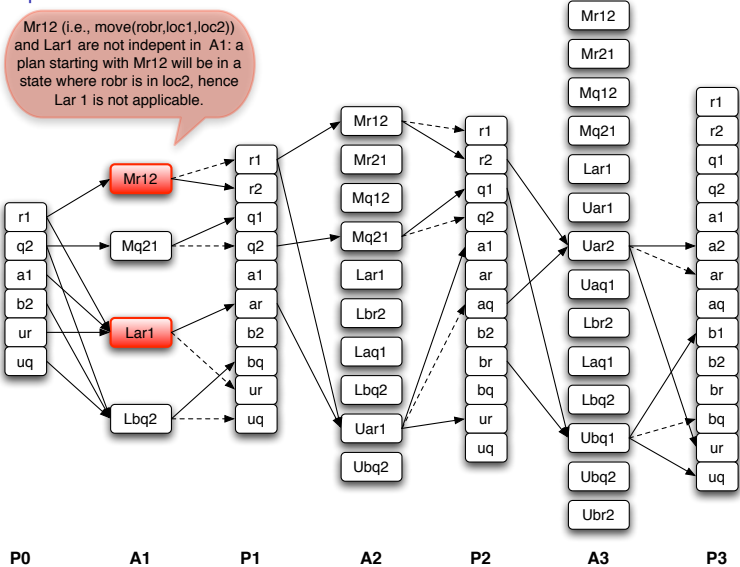 Mr12 (i.e., move(robr,loc1,loc2))
and Lar1 are not indepent in A1: a
plan starting with Mr12 will be in a
state where robr is in loc2, hence
Lar 1 is not applicable.
r1
q2
a1
b2
ur
uq
Mr12
Mq21
Lar1
Lbq2
r1
r2
q1
q2
a1
ar
b2
bq
ur
uq
Mr12
Mr21
Mq12
Mq21
Lar1
Lbr2
Laq1
Lbq2
Uar1
Ubq2
r1
r2
q1
q2
a1
ar
aq
b2
br
bq
ur
uq
Mr12
Mr21
Mq12
Mq21
Lar1
Uar1
Uar2
Uaq1
Lbr2
Laq1
Lbq2
Ubq1
Ubq2
Ubr2
r1
r2
q1
q2
a1
a2
ar
aq
b1
b2
br
bq
ur
uq
P0 A1 P1 A2 P2 A3 P3